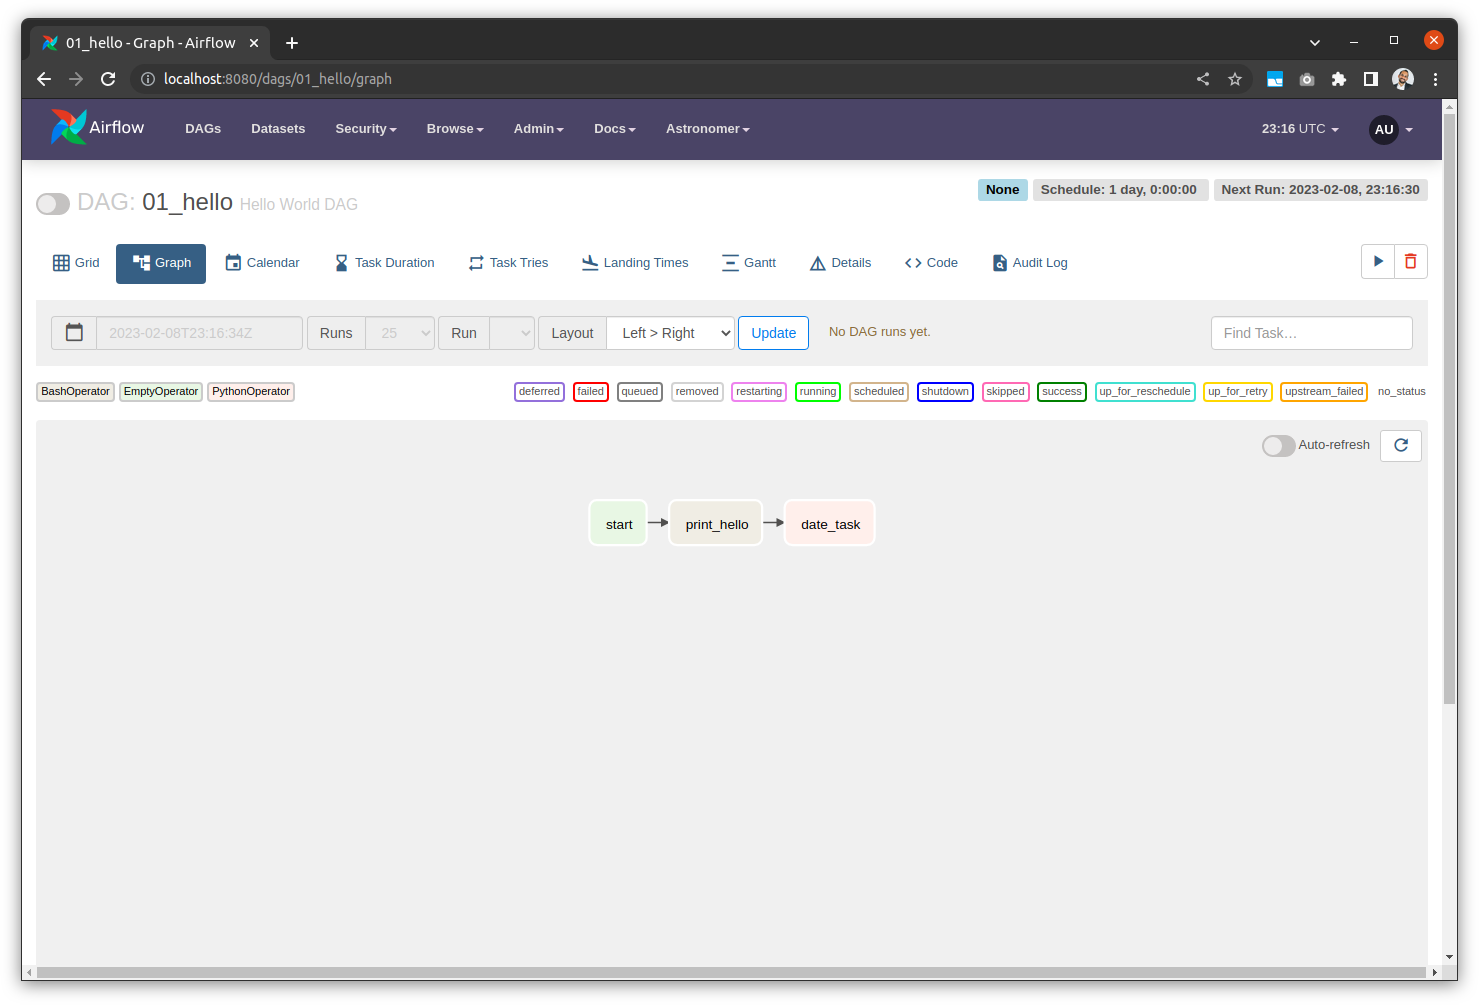 01_hello - Graph - Airflow
localhost:8080/dags/01_hello/graph
Airflow DAGs Datasets Security Browse Admin Docs Astronomer 23:16 UTC AU
DAG: 01_hello Hello World DAG
None Schedule: 1 day, 0:00:00 Next Run: 2023-02-08, 23:16:30
Grid Graph Calendar Task Duration Task Tries Landing Times Gantt Details Code Audit Log
2023-02-08T23:16:34Z Runs 25 Run Layout Left > Right Update No DAG runs yet. Find Task…
BashOperator EmptyOperator PythonOperator deferred failed queued removed restarting running scheduled shutdown skipped success up_for_reschedule up_for_retry upstream_failed no_status
Auto-refresh
start print_hello date_task